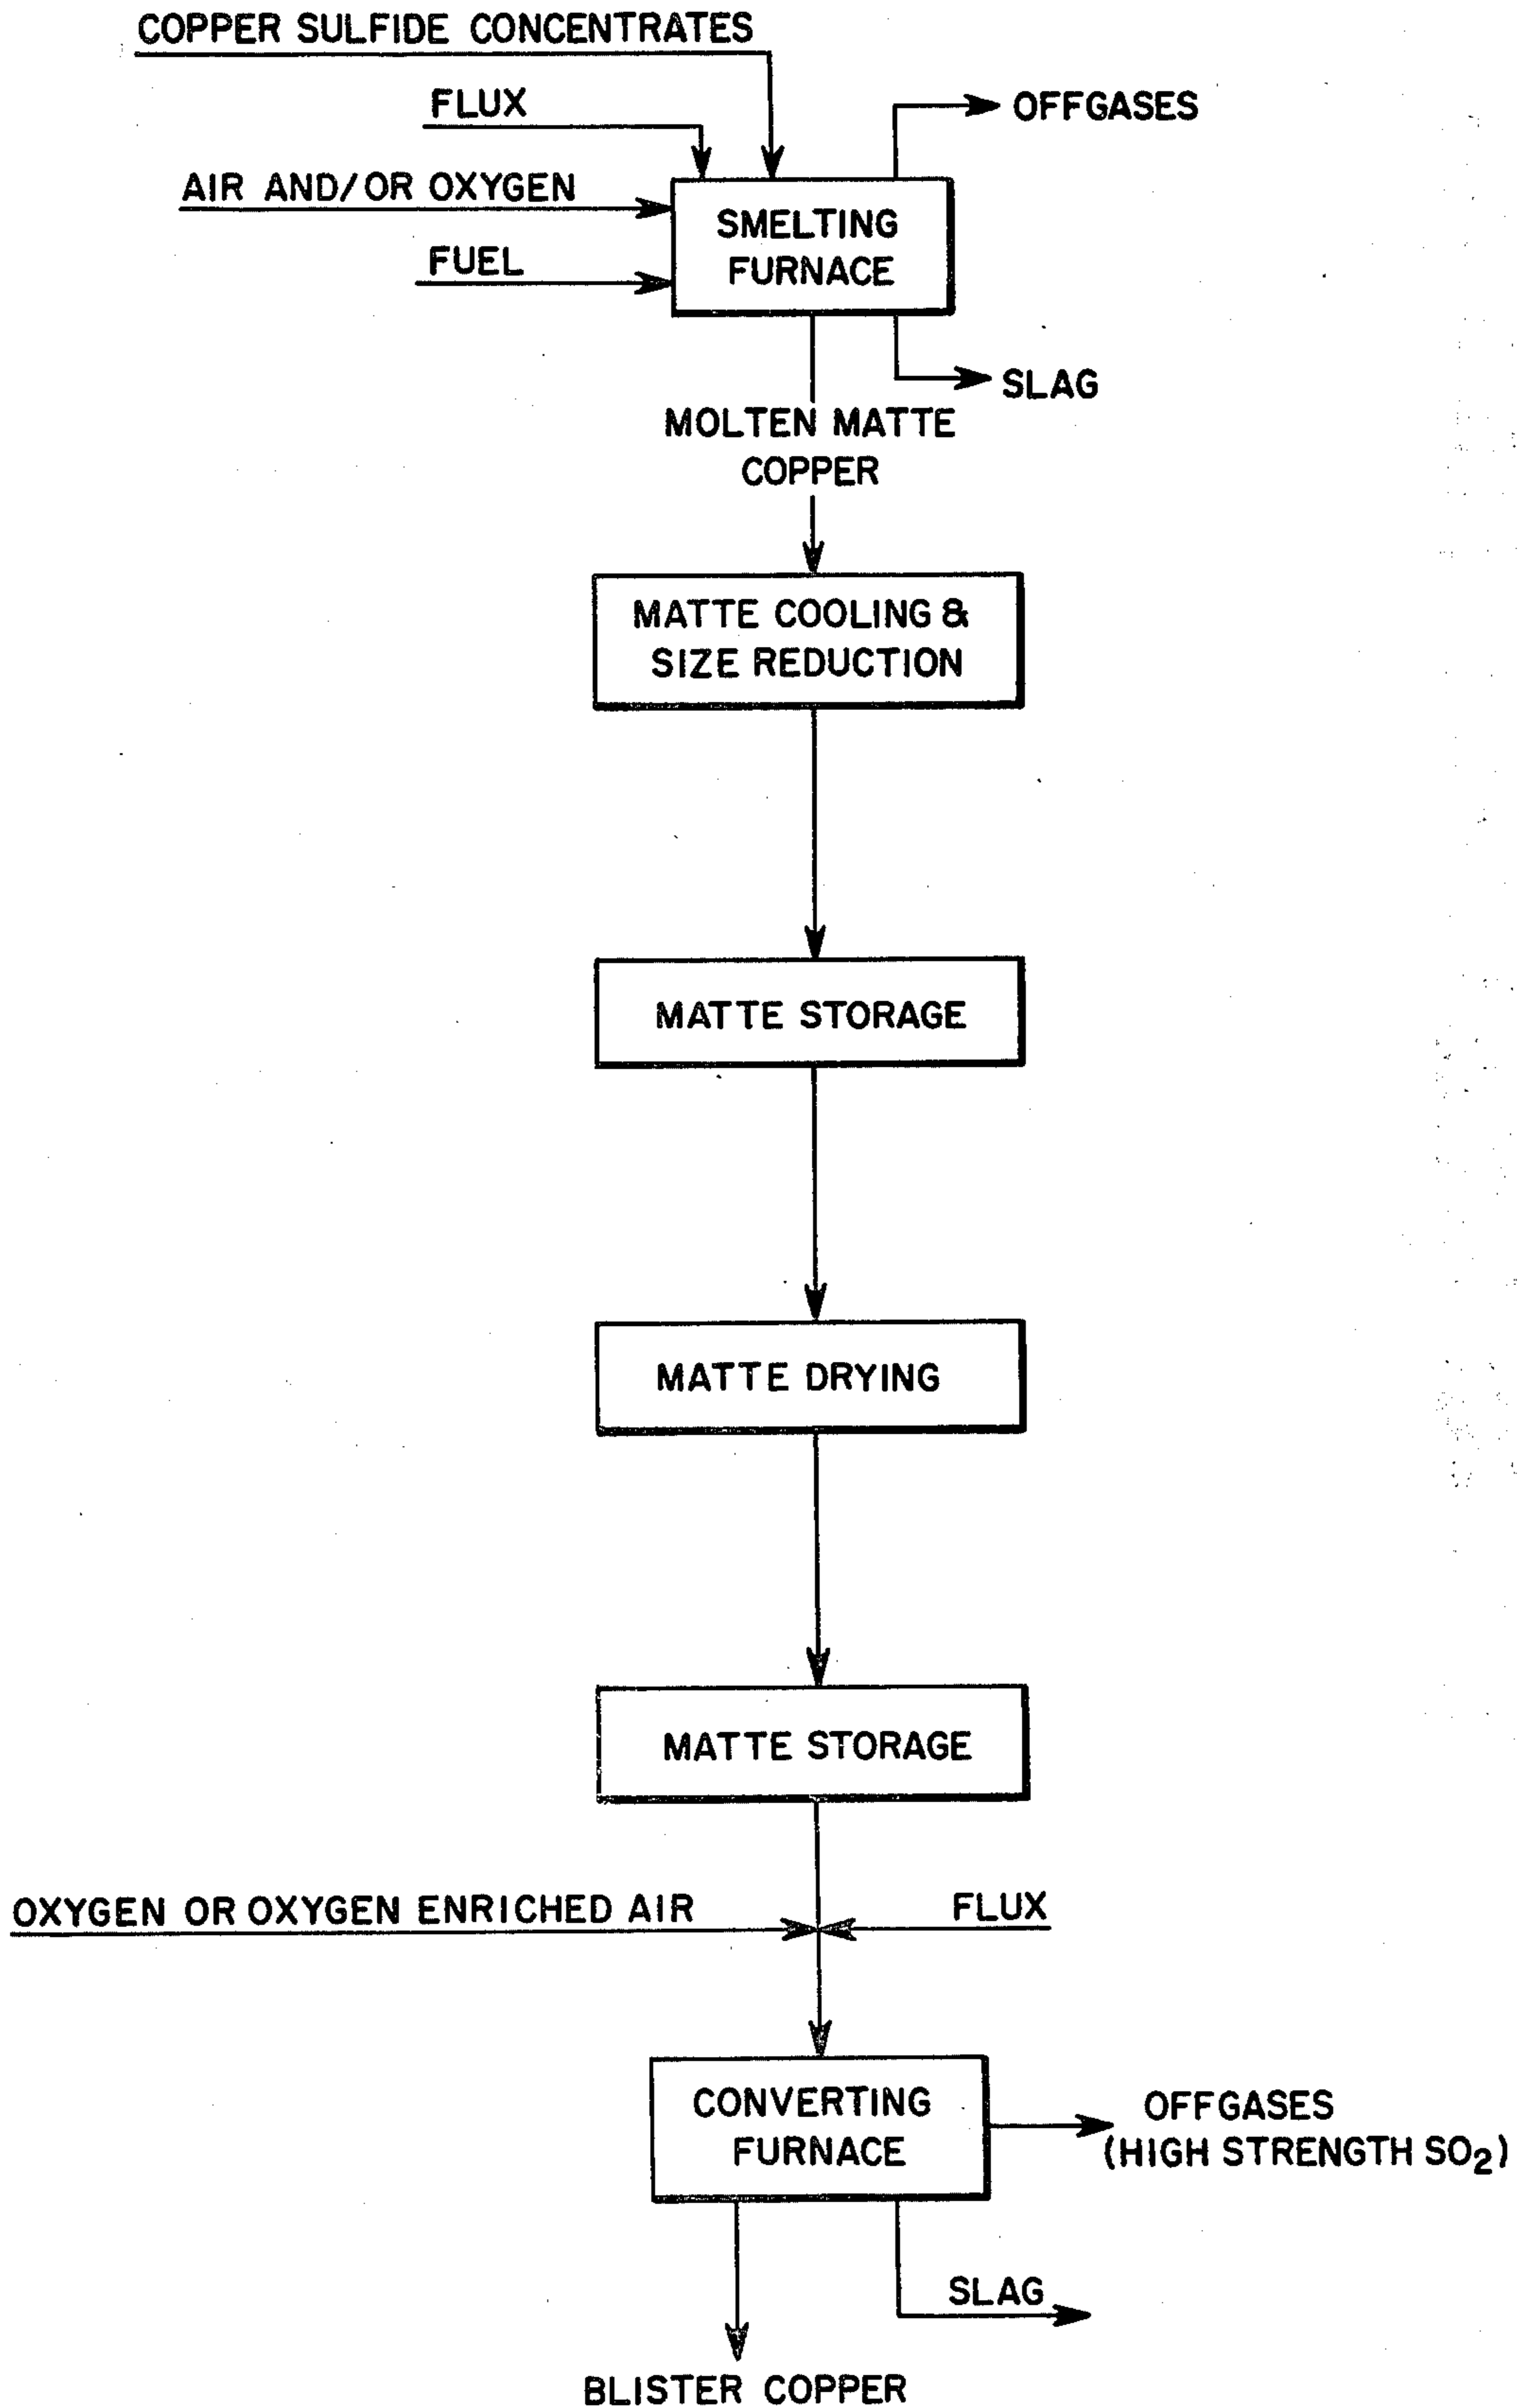 COPPER SULFIDE CONCENTRATES
FLUX
OFFGASES
AIR AND/OR OXYGEN
SMELTING
FURNACE
FUEL
SLAG
MOLTEN MATTE
COPPER
MATTE COOLING &
SIZE REDUCTION
MATTE STORAGE
MATTE DRYING
MATTE STORAGE
OXYGEN OR OXYGEN ENRICHED AIR
FLUX
CONVERTING
FURNACE
OFFGASES
(HIGH STRENGTH SO₂)
SLAG
BLISTER COPPER